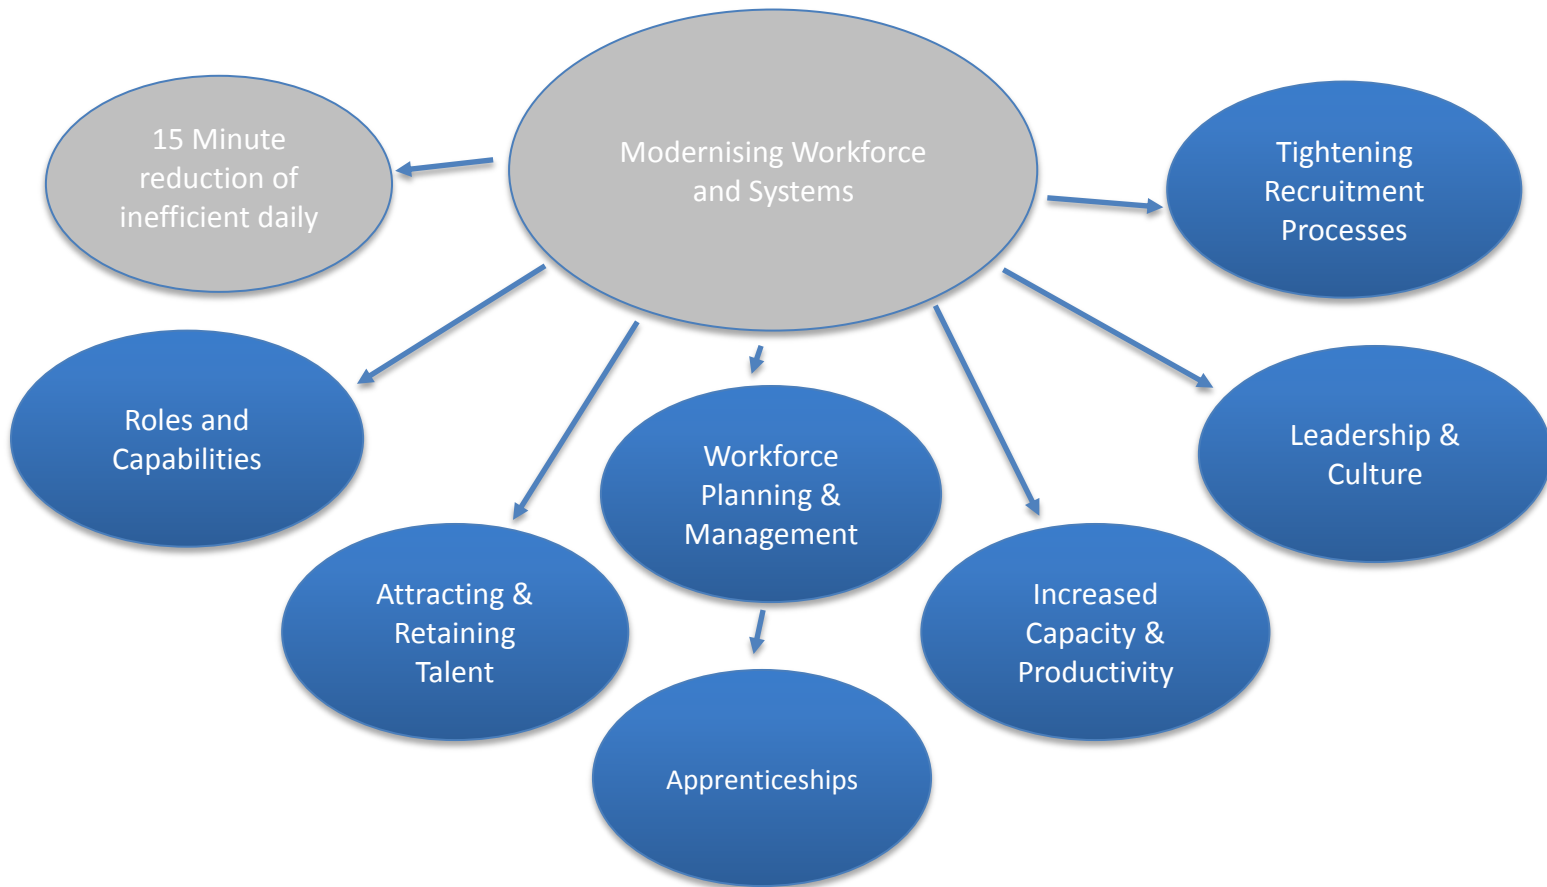 15 Minute
reduction of
inefficient daily
Modernising Workforce
and Systems
Tightening
Recruitment
Processes
Roles and
Capabilities
Workforce
Planning &
Management
Leadership &
Culture
Attracting &
Retaining
Talent
Increased
Capacity &
Productivity
Apprenticeships